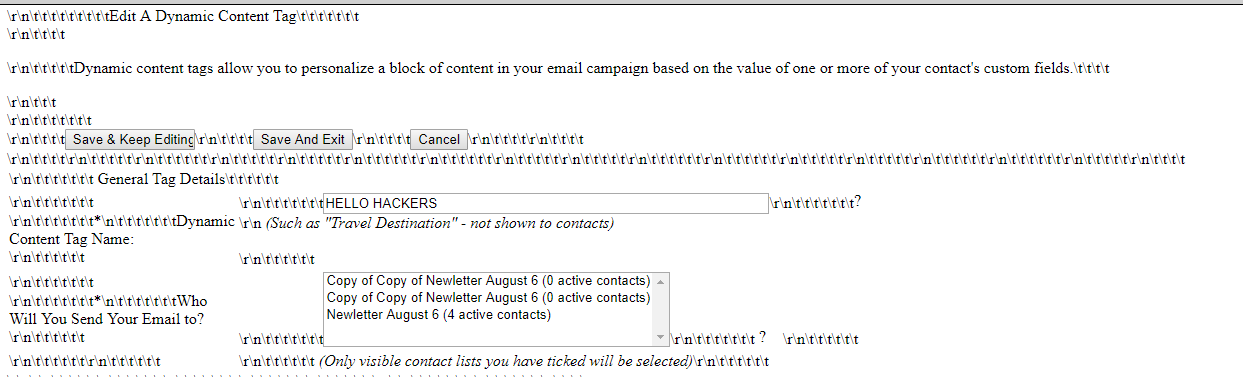 \r\n\t\t\t\t\t\t\t\tEdit A Dynamic Content Tag\t\t\t\t\t\t
\r\n\t\t\t\t
\r\n\t\t\t\t\tDynamic content tags allow you to personalize a block of content in your email campaign based on the value of one or more of your contact's custom fields.\t\t\t\t
\r\n\t\t\t
\r\n\t\t\t\t\t\t
\r\n\t\t\t\t Save & Keep Editing \r\n\t\t\t\t Save And Exit \r\n\t\t\t\t Cancel \r\n\t\t\t\t\r\n\t\t\t\t
\r\n\t\t\t\t General Tag Details\t\t\t\t\t\t
\r\n\t\t\t\t\t\t \r\n\t\t\t\t\t\tHELLO HACKERS \r\n\t\t\t\t\t\t\t?
\r\n\t\t\t\t\t\t\t*\n\t\t\t\t\t\t\tDynamic \r\n (Such as "Travel Destination" - not shown to contacts)
Content Tag Name:
\r\n\t\t\t\t\t\t \r\n\t\t\t\t\t
\r\n\t\t\t\t\t\t Copy of Copy of Newletter August 6 (0 active contacts)
\r\n\t\t\t\t\t\t\t*\n\t\t\t\t\t\t\tWho Copy of Copy of Newletter August 6 (0 active contacts)
Will You Send Your Email to? Newletter August 6 (4 active contacts)
\r\n\t\t\t\t\t\t \r\n\t\t\t\t\t\t \r\n\t\t\t\t\t\t\t ? \r\n\t\t\t\t\t\t
\r\n\t\t\t\t\t\t\r\n\t\t\t\t\t\t \r\n\t\t\t\t\t (Only visible contact lists you have ticked will be selected)\r\n\t\t\t\t\t\t